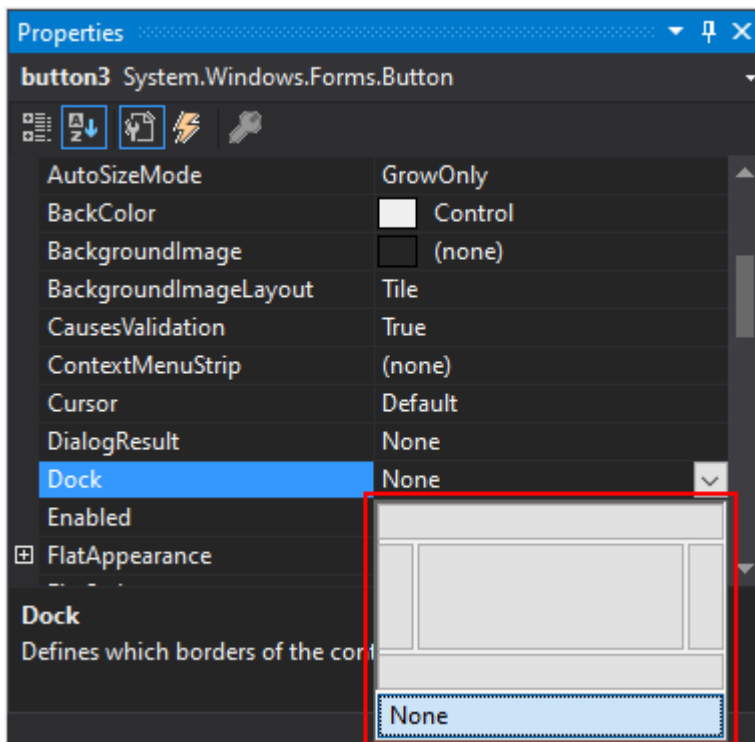 Properties
button3 System.Windows.Forms.Button
AutoSizeMode GrowOnly
BackColor Control
BackgroundImage (none)
BackgroundImageLayout Tile
CausesValidation True
ContextMenuStrip (none)
Cursor Default
DialogResult None
Dock None
Enabled
FlatAppearance
Dock
Defines which borders of the
None